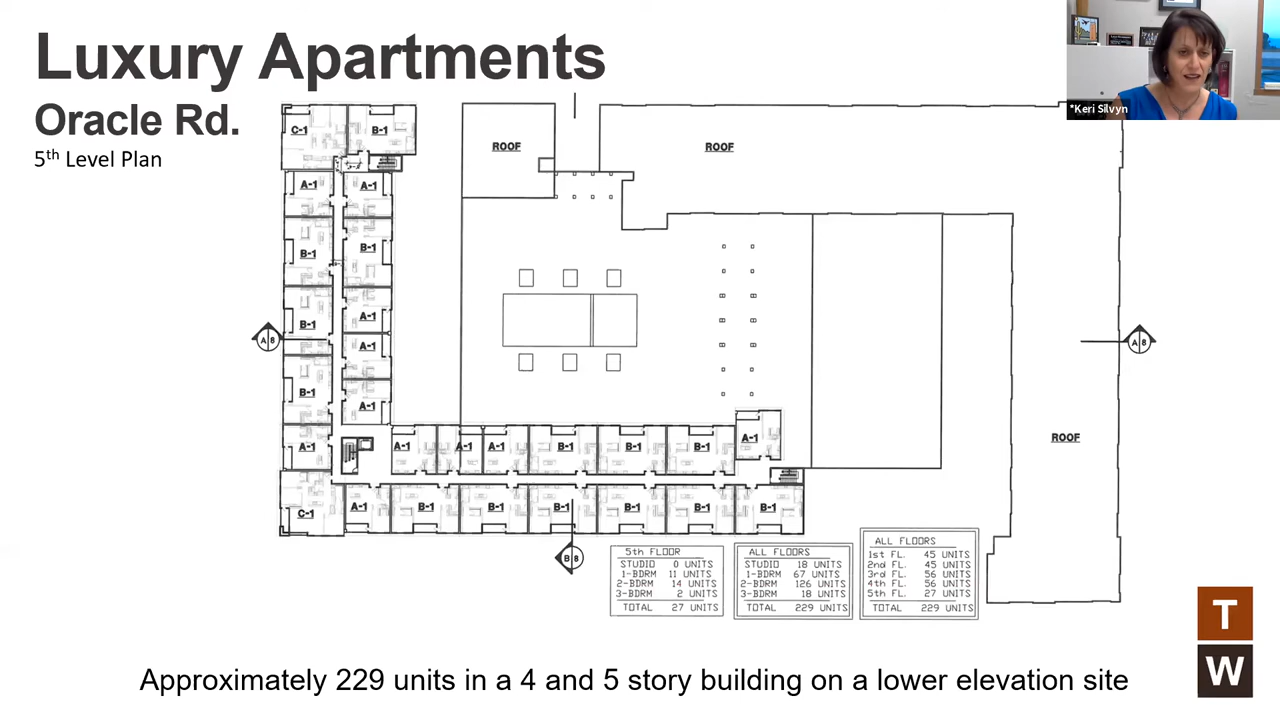 Luxury Apartments
Oracle Rd.
5th Level Plan
*Keri Silvyn
C-1
B-1
ROOF
ROOF
A-1
A-1
B-1
B-1
B-1
A-1
A-8
A-8
A-1
B-1
A-1
A-1
A-1
A-1
A-1
B-1
B-1
B-1
A-1
ROOF
C-1
A-1
B-1
B-1
B-1
B-1
B-1
B-1
B 8
5th FLOOR
STUDIO 0 UNITS
1-BDRM 11 UNITS
2-BDRM 14 UNITS
3-BDRM 2 UNITS
TOTAL 27 UNITS
ALL FLOORS
STUDIO 18 UNITS
1-BDRM 67 UNITS
2-BDRM 126 UNITS
3-BDRM 18 UNITS
TOTAL 229 UNITS
ALL FLOORS
1st FL. 45 UNITS
2nd FL. 45 UNITS
3rd FL. 56 UNITS
4th FL. 56 UNITS
5th FL. 27 UNITS
TOTAL 229 UNITS
T
W
Approximately 229 units in a 4 and 5 story building on a lower elevation site